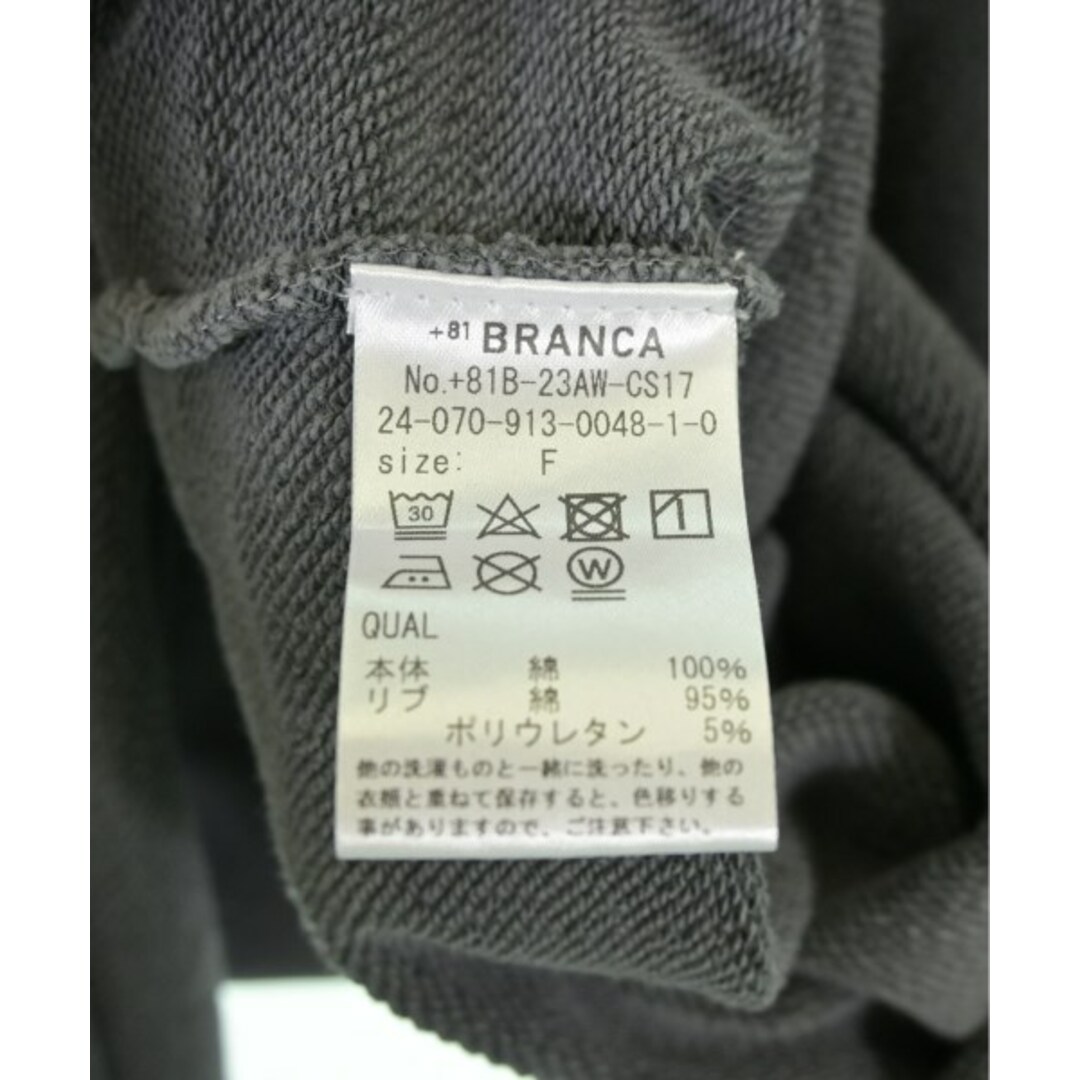 +81 BRANCA
No.+81B-23AW-CS17
24-070-913-0048-1-0
size: F
30
W
QUAL
本体 綿 100%
リブ 綿 95%
ポリウレタン 5%
他の洗濯ものと一緒に洗ったり、他の
衣類と重ねて保存すると、色移りする
事がありますので、ご注意下さい。